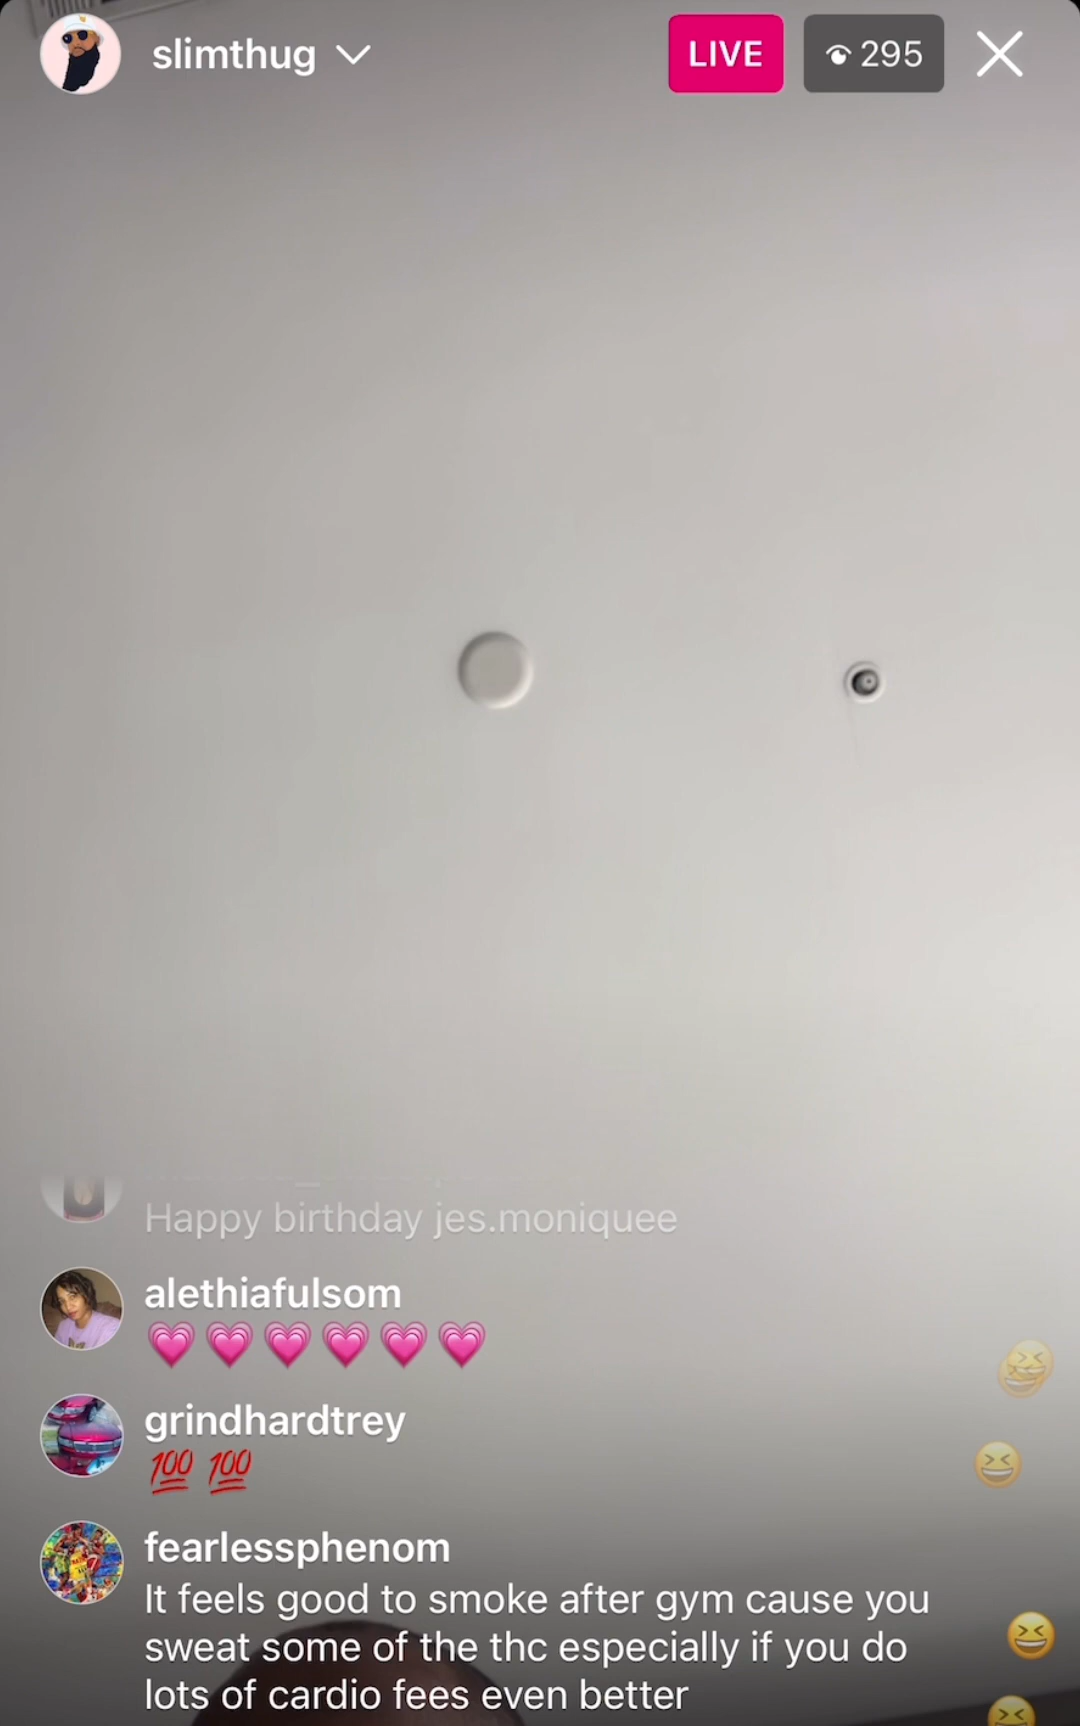 slimthug
LIVE
295
Happy birthday jes.moniquee
alethiafulsom
💗💗💗💗💗💗
grindhardtrey
💯 💯
fearlessphenom
It feels good to smoke after gym cause you
sweat some of the thc especially if you do
lots of cardio fees even better